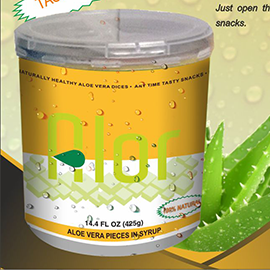 TAS
Just open th
snacks.
NATURALLY HEALTHY ALOE VERA DICES - ANY TIME TASTY SNACKS -
Alor
14.4 FL OZ (425g)
100% NATURAL
ALOE VERA PIECES IN SYRUP